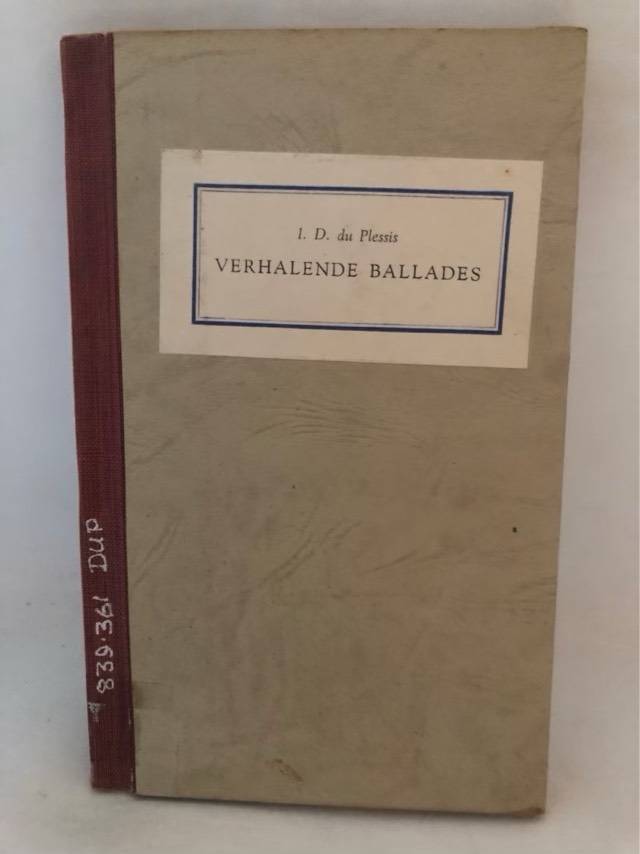 I. D. du Plessis
VERHALENDE BALLADES
839.361 DUP